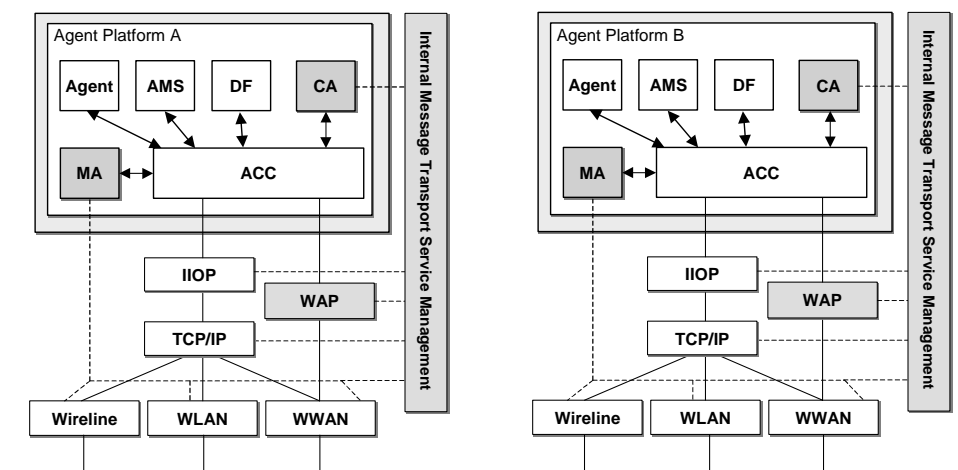 Agent Platform A
Agent
AMS
DF
CA
MA
ACC
IIOP
WAP
TCP/IP
Wireline
WLAN
WWAN
Internal Message Transport Service Management
Agent Platform B
Agent
AMS
DF
CA
MA
ACC
IIOP
WAP
TCP/IP
Wireline
WLAN
WWAN
Internal Message Transport Service Management